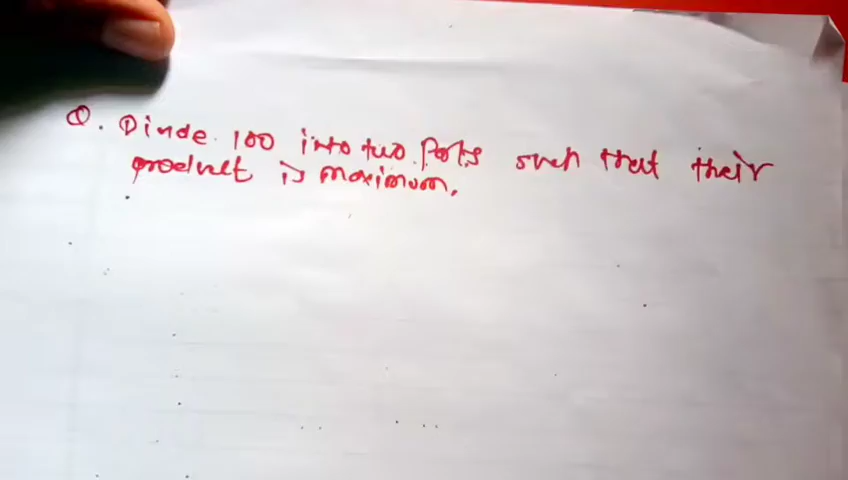 Q. Divide 100 into two Parts such that their
product is maximum.